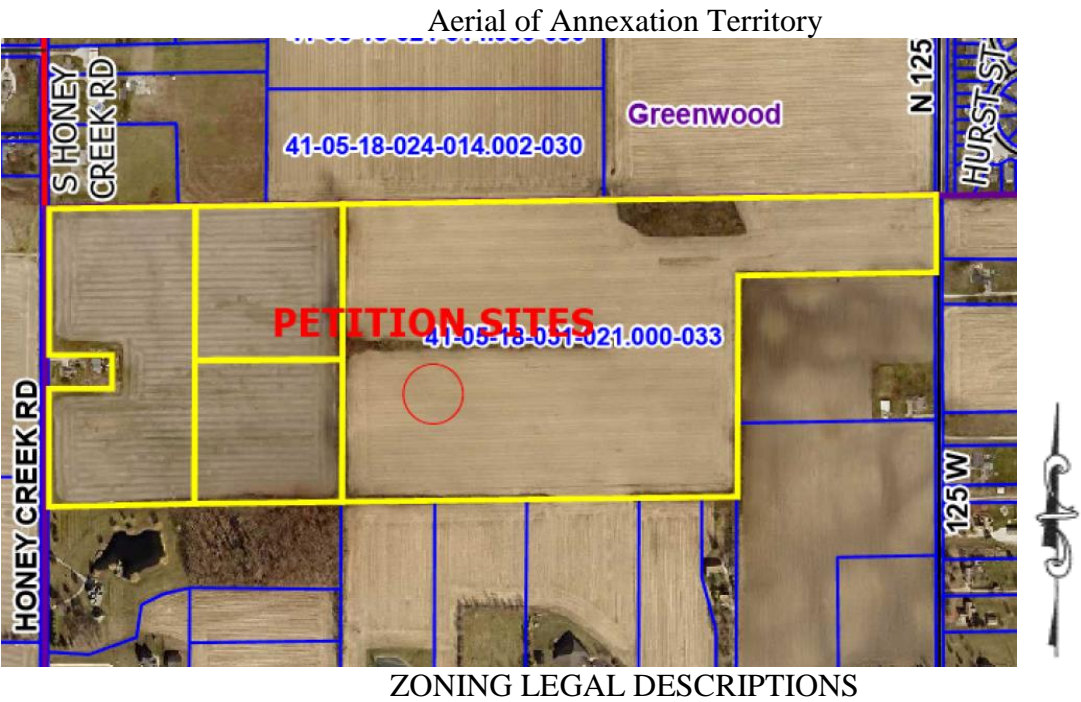 Aerial of Annexation Territory
S HONEY
CREEK RD
N 125
HURST ST
Greenwood
41-05-18-024-014.002-030
PETITION SITES
41-05-18-031-021.000-033
HONEY CREEK RD
125 W
ZONING LEGAL DESCRIPTIONS